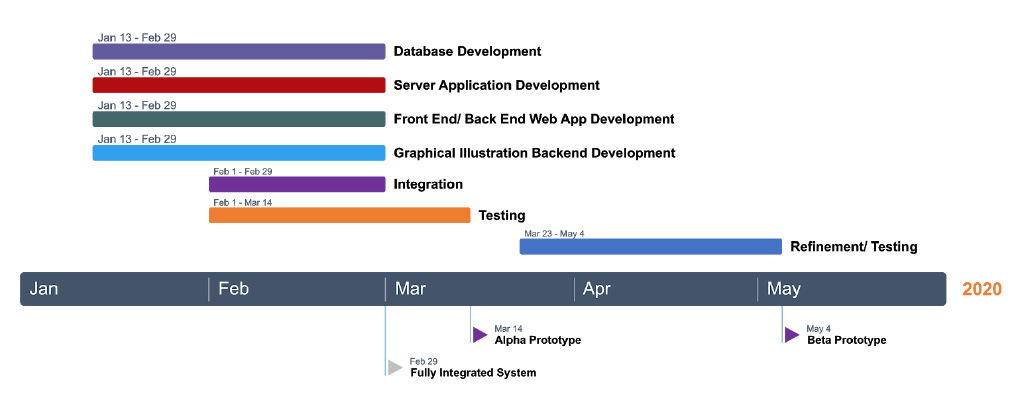 Jan 13 - Feb 29
Database Development
Jan 13 - Feb 29
Server Application Development
Jan 13 - Feb 29
Front End/ Back End Web App Development
Jan 13 - Feb 29
Graphical Illustration Backend Development
Feb 1 - Feb 29
Integration
Feb 1 - Mar 14
Testing
Mar 23 - May 4
Refinement/ Testing
Jan Feb Mar Apr May 2020
Mar 14
Alpha Prototype
May 4
Beta Prototype
Feb 29
Fully Integrated System